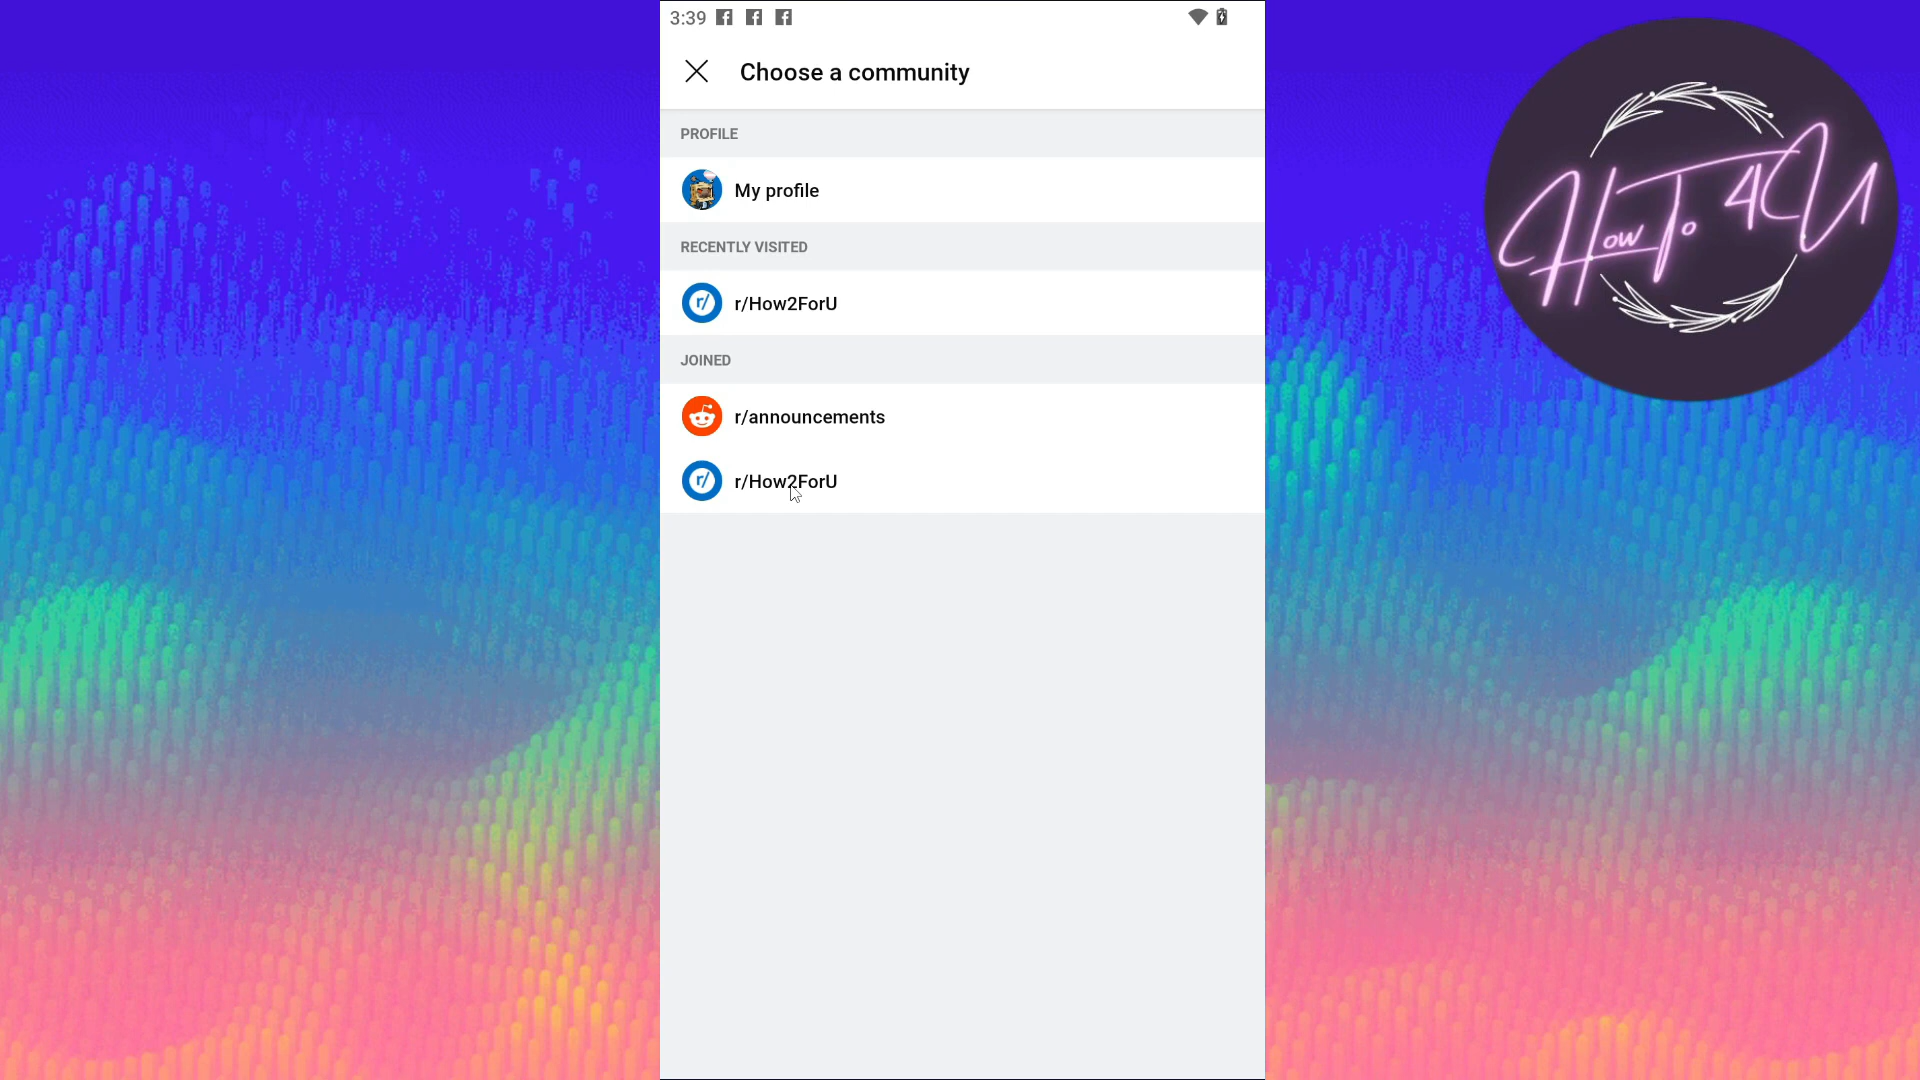 3:39
Choose a community
PROFILE
My profile
RECENTLY VISITED
r/How2ForU
JOINED
r/announcements
r/How2ForU
How To 4U